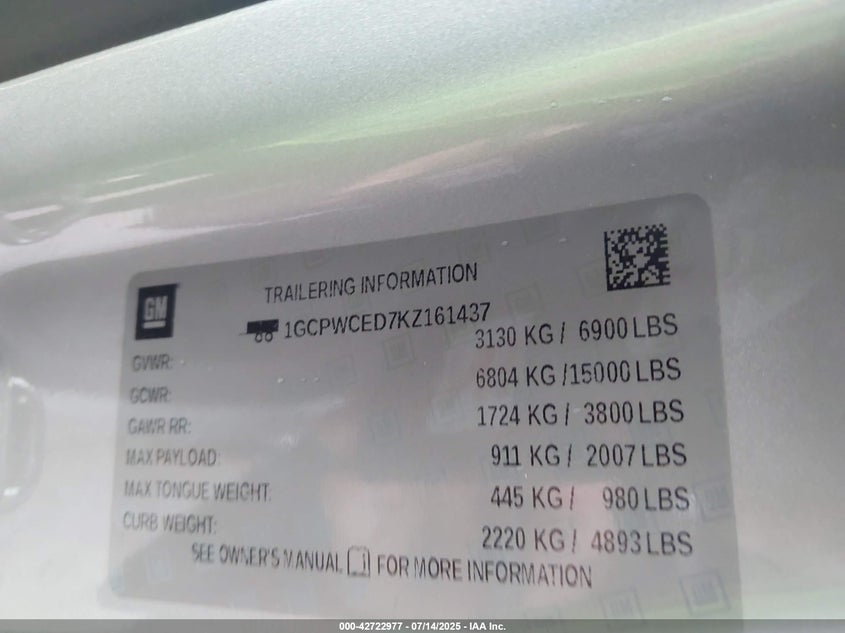 GM
TRAILERING INFORMATION
1GCPWCED7KZ161437
GVWR: 3130 KG / 6900 LBS
GCWR: 6804 KG /15000 LBS
GAWR RR: 1724 KG / 3800 LBS
MAX PAYLOAD: 911 KG / 2007 LBS
MAX TONGUE WEIGHT: 445 KG / 980 LBS
CURB WEIGHT: 2220 KG / 4893 LBS
SEE OWNER'S MANUAL FOR MORE INFORMATION
000-42722977 - 07/14/2025 - IAA Inc.